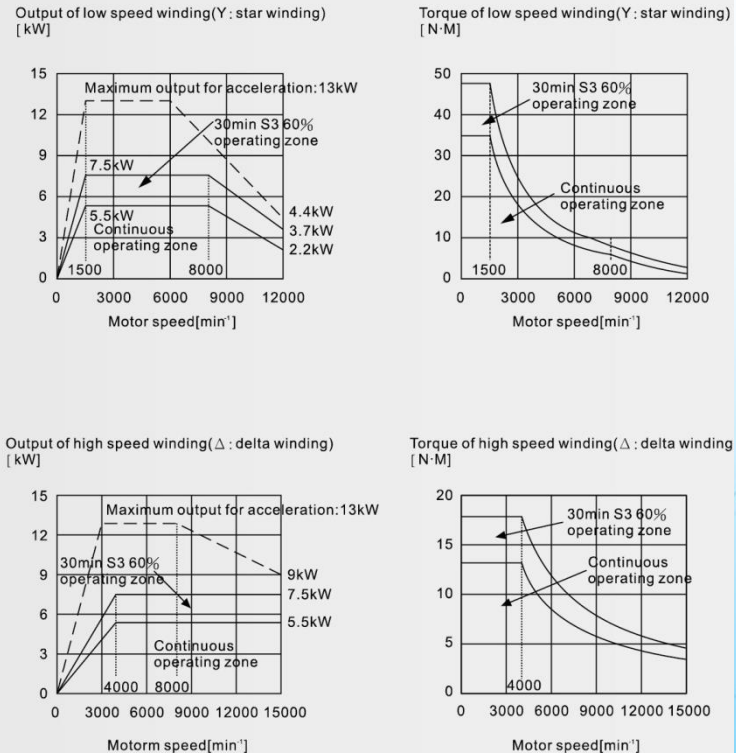 Output of low speed winding(Y: star winding)
[kW]
15
12
9
6
3
0
Maximum output for acceleration:13kW
30min S3 60%
operating zone
7.5kW
5.5kW
Continuous
operating zone
4.4kW
3.7kW
2.2kW
1500
8000
0 3000 6000 9000 12000
Motor speed[min⁻¹]
Torque of low speed winding(Y: star winding)
[N·M]
50
40
30
20
10
0
30min S3 60%
operating zone
Continuous
operating zone
1500
8000
0 3000 6000 9000 12000
Motor speed[min⁻¹]
Output of high speed winding(Δ: delta winding)
[kW]
15
12
9
6
3
0
Maximum output for acceleration:13kW
30min S3 60%
operating zone
9kW
7.5kW
5.5kW
Continuous
operating zone
4000
8000
0 3000 6000 9000 12000 15000
Motorm speed[min⁻¹]
Torque of high speed winding(Δ: delta winding
[N·M]
20
15
10
5
0
30min S3 60%
operating zone
Continuous
operating zone
4000
0 3000 6000 9000 12000 15000
Motor speed[min⁻¹]